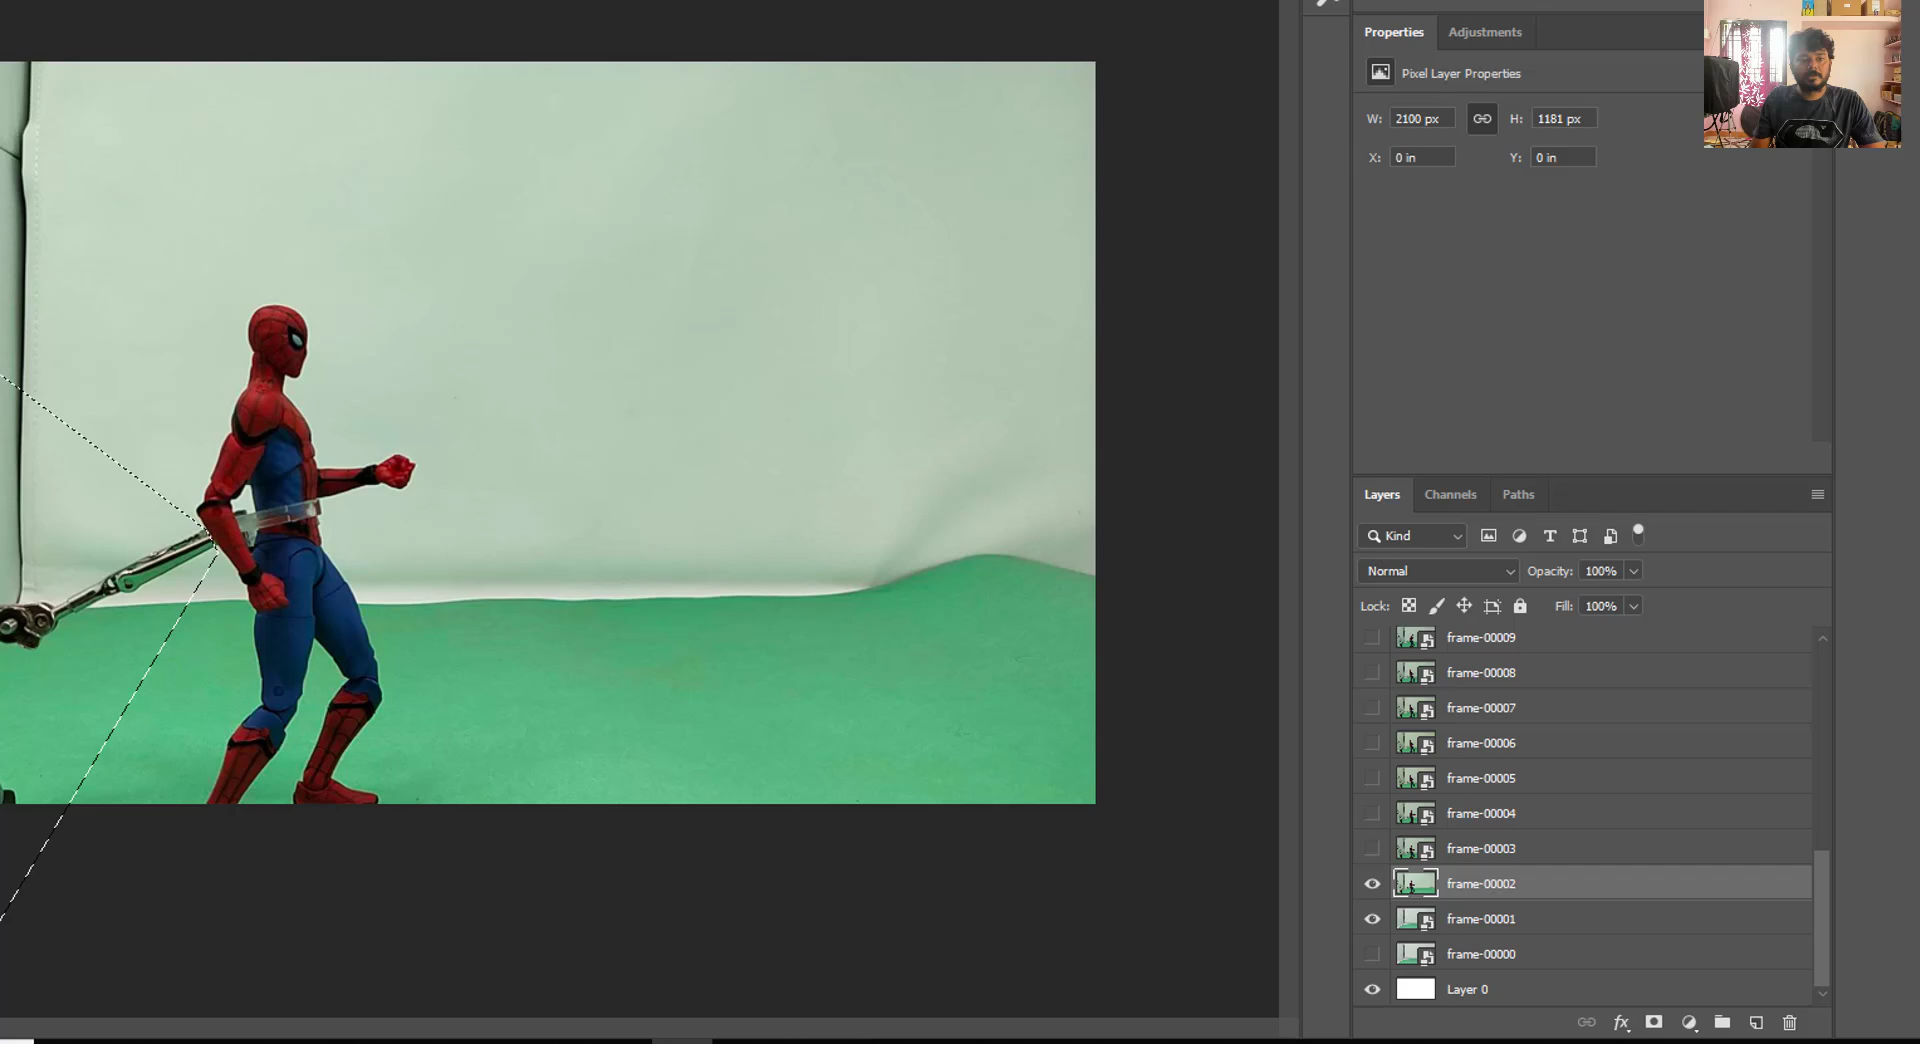 Properties Adjustments
Pixel Layer Properties
W: 2100 px H: 1181 px
X: 0 in Y: 0 in
Layers Channels Paths
Kind
Normal Opacity: 100%
Lock: Fill: 100%
frame-00009
frame-00008
frame-00007
frame-00006
frame-00005
frame-00004
frame-00003
frame-00002
frame-00001
frame-00000
Layer 0
fx